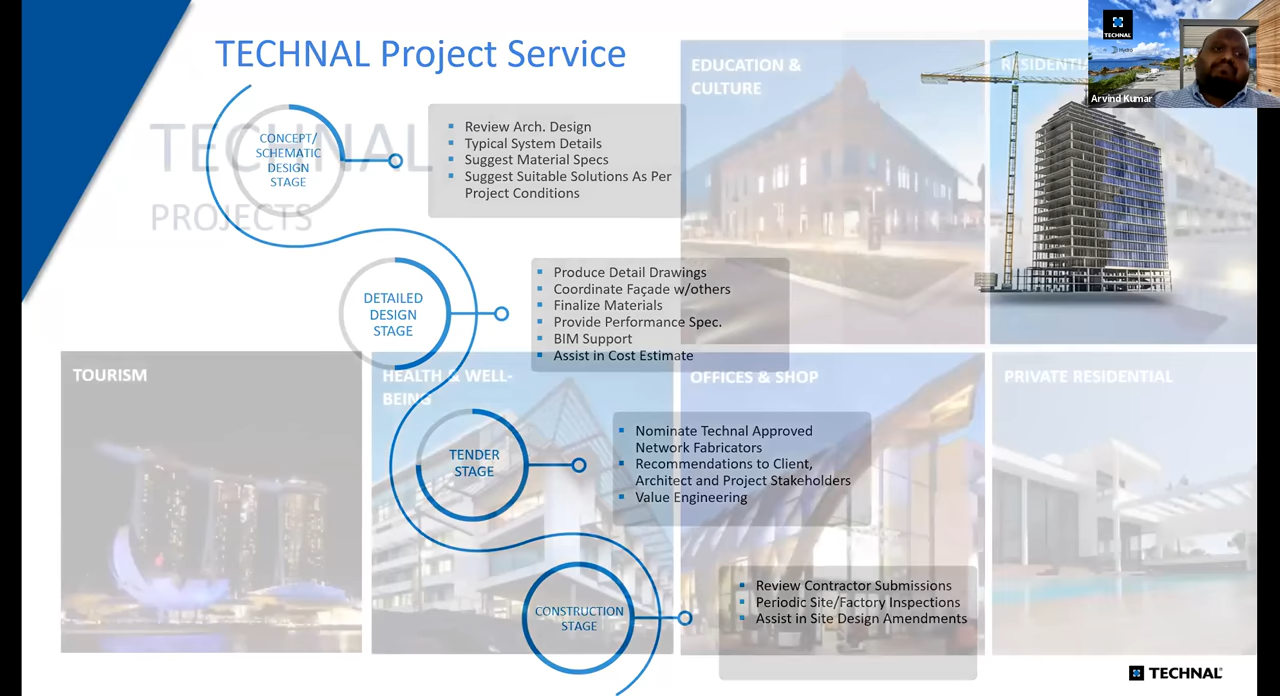 TECHNAL Project Service
CONCEPT/
SCHEMATIC
DESIGN
STAGE
Review Arch. Design
Typical System Details
Suggest Material Specs
Suggest Suitable Solutions As Per
Project Conditions
TECHNAL
PROJECTS
DETAILED
DESIGN
STAGE
Produce Detail Drawings
Coordinate Façade w/others
Finalize Materials
Provide Performance Spec.
BIM Support
Assist in Cost Estimate
TENDER
STAGE
Nominate Technal Approved
Network Fabricators
Recommendations to Client,
Architect and Project Stakeholders
Value Engineering
CONSTRUCTION
STAGE
Review Contractor Submissions
Periodic Site/Factory Inspections
Assist in Site Design Amendments
EDUCATION &
CULTURE
TOURISM
HEALTH & WELL-
BEING
OFFICES & SHOP
PRIVATE RESIDENTIAL
TECHNAL
Hydro
Arvind Kumar
TECHNAL